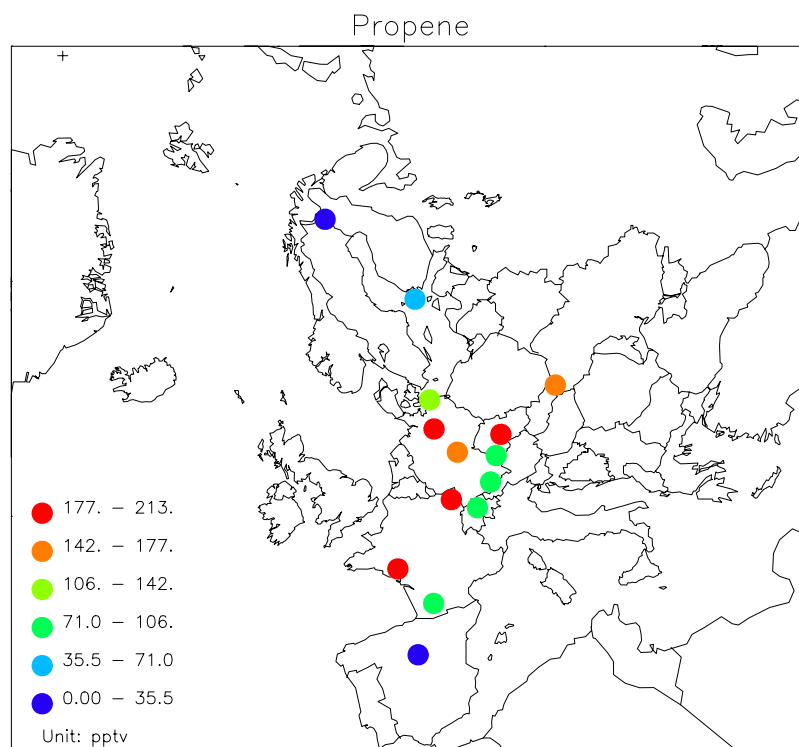 Propene
177. – 213.
142. – 177.
106. – 142.
71.0 – 106.
35.5 – 71.0
0.00 – 35.5
Unit: pptv